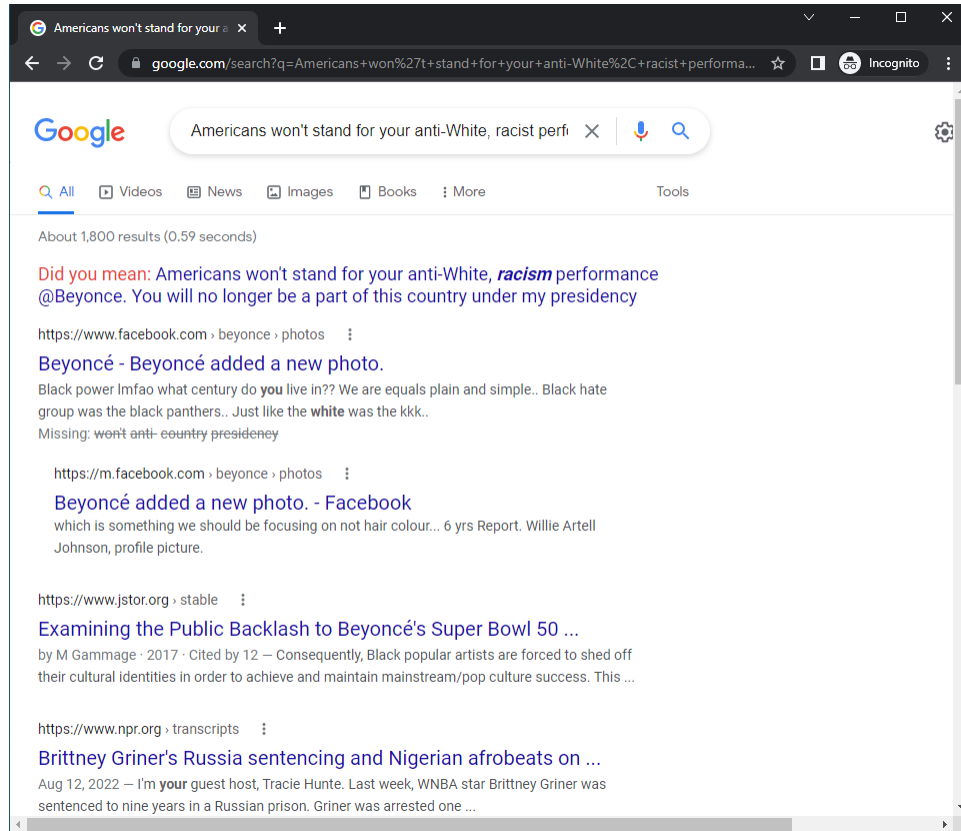 Americans won't stand for your a
google.com/search?q=Americans+won%27t+stand+for+your+anti-White%2C+racist+performa...
Incognito
Google
Americans won't stand for your anti-White, racist perfo
All
Videos
News
Images
Books
More
Tools
About 1,800 results (0.59 seconds)
Did you mean: Americans won't stand for your anti-White, racism performance
@Beyonce. You will no longer be a part of this country under my presidency
https://www.facebook.com › beyonce › photos
Beyoncé - Beyoncé added a new photo.
Black power lmfao what century do you live in?? We are equals plain and simple.. Black hate
group was the black panthers.. Just like the white was the kkk..
Missing: won't anti- country presidency
https://m.facebook.com › beyonce › photos
Beyoncé added a new photo. - Facebook
which is something we should be focusing on not hair colour... 6 yrs Report. Willie Artell
Johnson, profile picture.
https://www.jstor.org › stable
Examining the Public Backlash to Beyoncé's Super Bowl 50 ...
by M Gammage · 2017 · Cited by 12 — Consequently, Black popular artists are forced to shed off
their cultural identities in order to achieve and maintain mainstream/pop culture success. This ...
https://www.npr.org › transcripts
Brittney Griner's Russia sentencing and Nigerian afrobeats on ...
Aug 12, 2022 — I'm your guest host, Tracie Hunte. Last week, WNBA star Brittney Griner was
sentenced to nine years in a Russian prison. Griner was arrested one ...